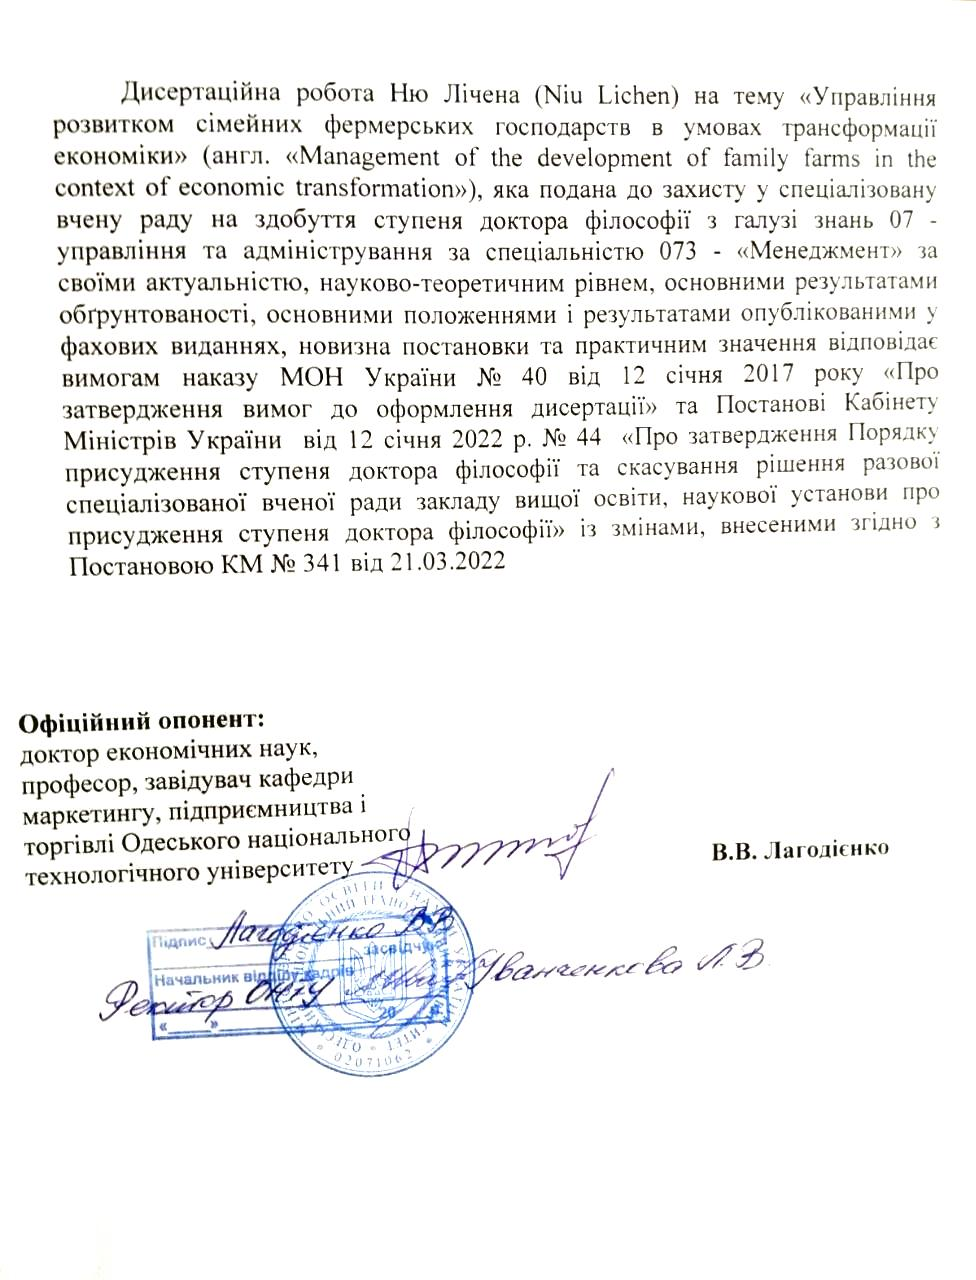 Дисертаційна робота Ню Лічена (Niu Lichen) на тему «Управління
розвитком сімейних фермерських господарств в умовах трансформації
економіки» (англ. «Management of the development of family farms in the
context of economic transformation»), яка подана до захисту у спеціалізовану
вчену раду на здобуття ступеня доктора філософії з галузі знань 07 -
управління та адміністрування за спеціальністю 073 - «Менеджмент» за
своїми актуальністю, науково-теоретичним рівнем, основними результатами
обґрунтованості, основними положеннями і результатами опублікованими у
фахових виданнях, новизна постановки та практичним значення відповідає
вимогам наказу МОН України № 40 від 12 січня 2017 року «Про
затвердження вимог до оформлення дисертації» та Постанові Кабінету
Міністрів України від 12 січня 2022 р. № 44 «Про затвердження Порядку
присудження ступеня доктора філософії та скасування рішення разової
спеціалізованої вченої ради закладу вищої освіти, наукової установи про
присудження ступеня доктора філософії» із змінами, внесеними згідно з
Постановою КМ № 341 від 21.03.2022
Офіційний опонент:
доктор економічних наук,
професор, завідувач кафедри
маркетингу, підприємництва і
торгівлі Одеського національного
технологічного університету
В.В. Лагодієнко
Підпис Лагодієнко В В
засвідчую
Начальник відділу кадрів
Ректор ОНТУ Іванченкова Л.В.
«___» 20
02071062